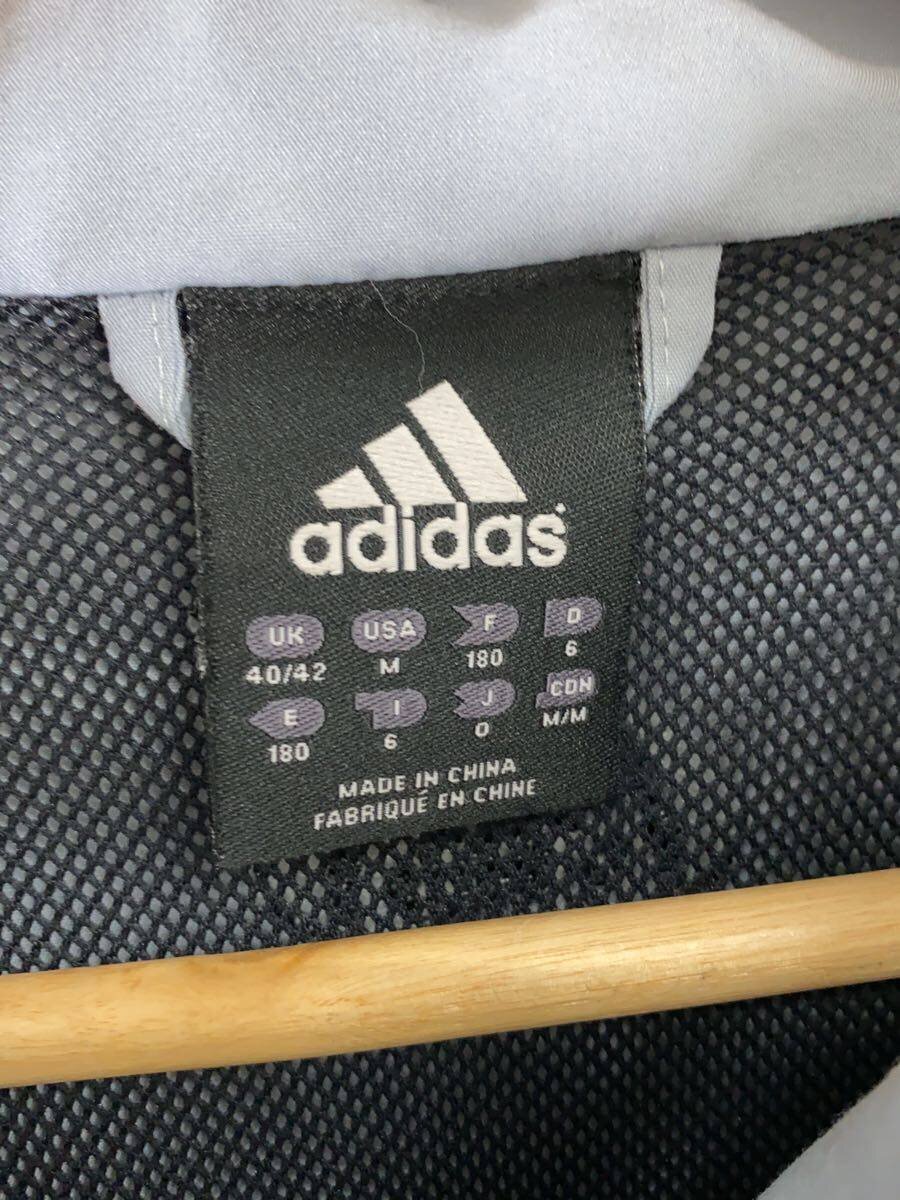 adidas
UK USA F D
40/42 M 180 6
E I J CDN
180 6 O M/M
MADE IN CHINA
FABRIQUÉ EN CHINE